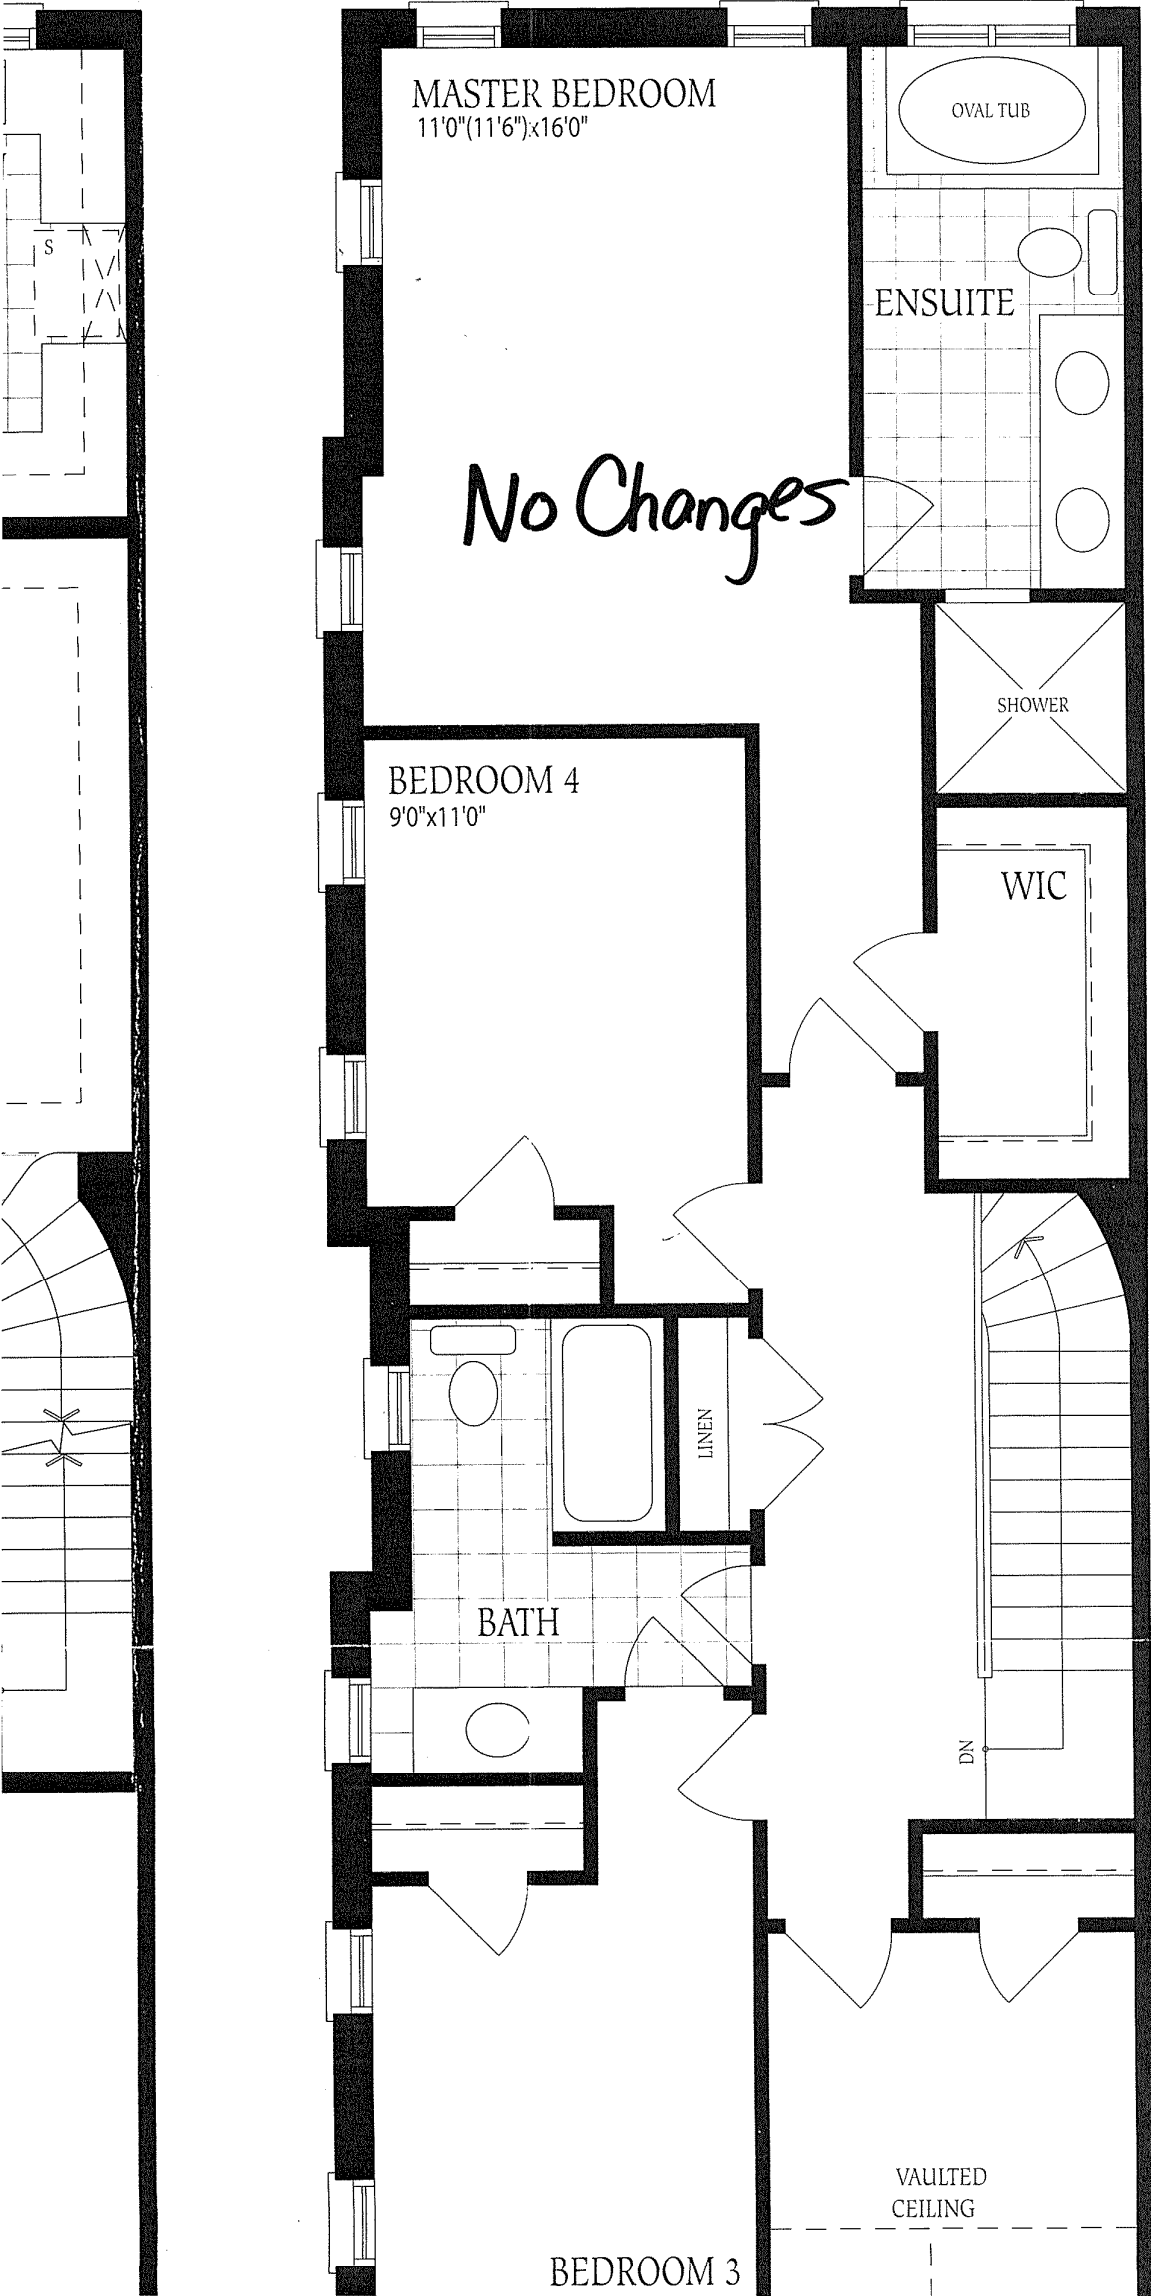 MASTER BEDROOM
11'0"(11'6")x16'0"
OVAL TUB
S
ENSUITE
No Changes
SHOWER
BEDROOM 4
9'0"x11'0"
WIC
LINEN
BATH
DN
VAULTED
CEILING
BEDROOM 3